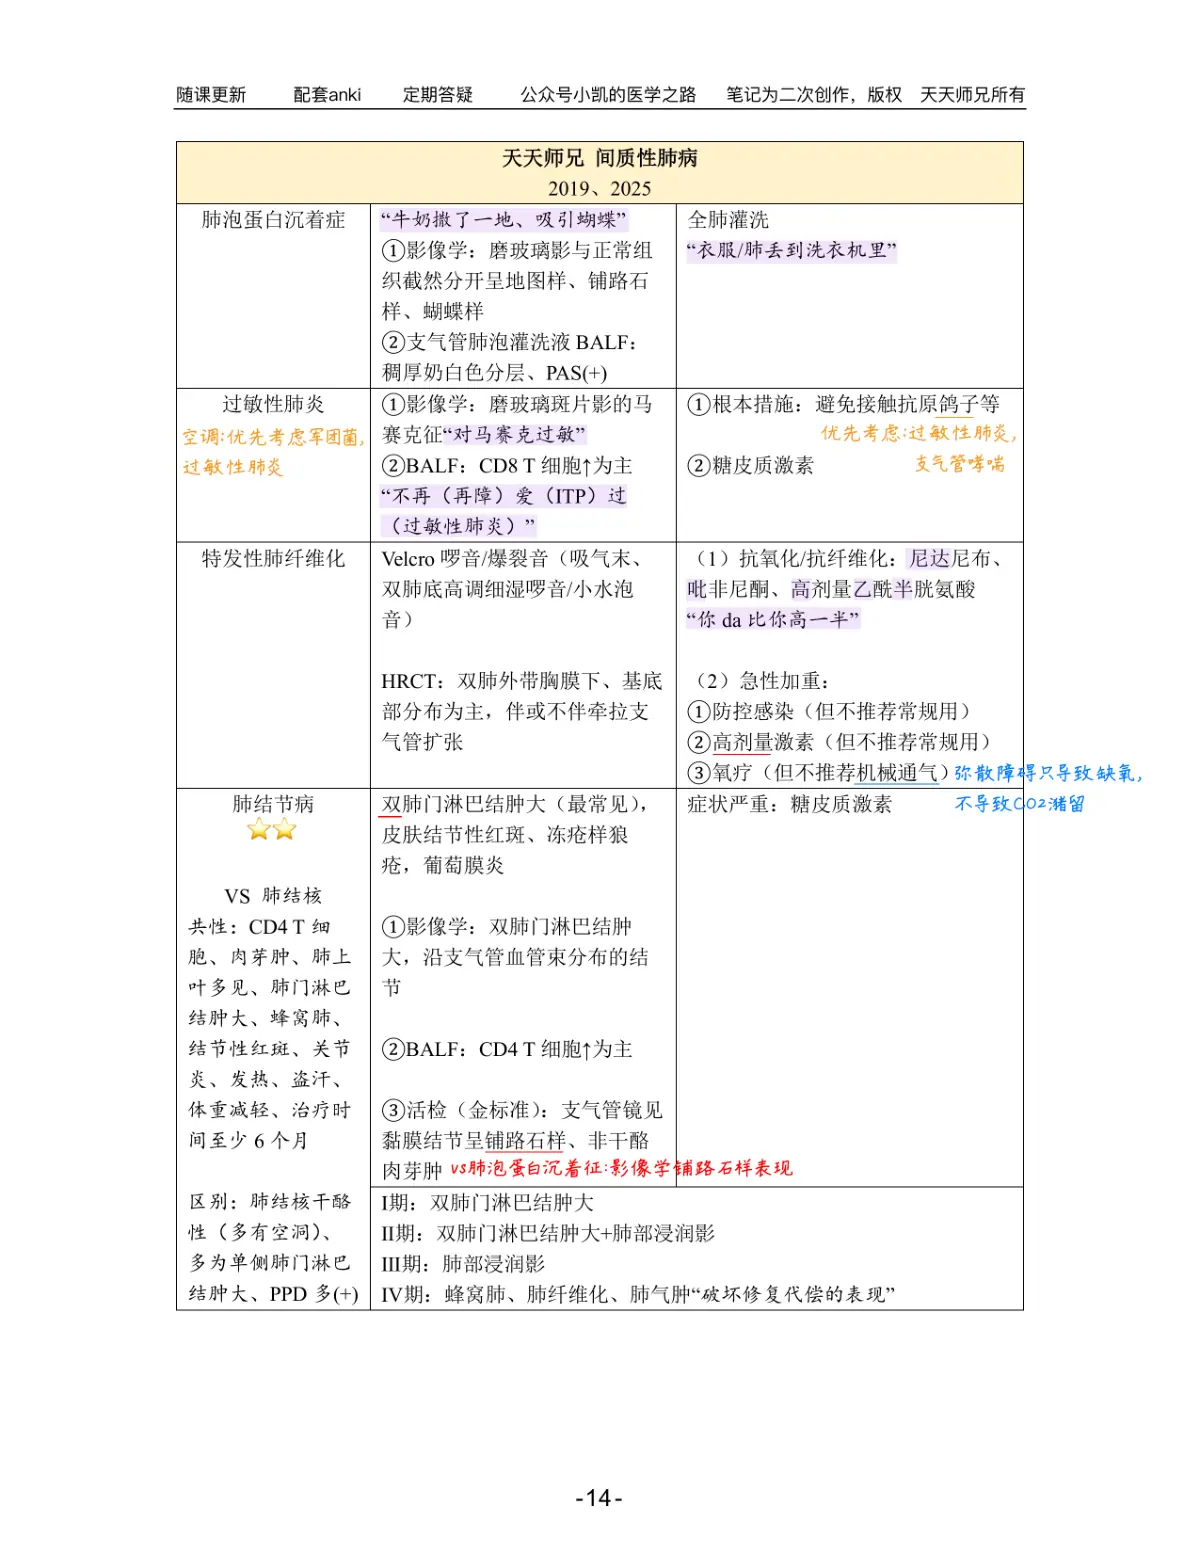 随课更新 配套anki 定期答疑 公众号小凯的医学之路 笔记为二次创作，版权 天天师兄所有
天天师兄 间质性肺病
2019、2025
肺泡蛋白沉着症
“牛奶撒了一地、吸引蝴蝶”
①影像学：磨玻璃影与正常组
织截然分开呈地图样、铺路石
样、蝴蝶样
②支气管肺泡灌洗液 BALF：
稠厚奶白色分层、PAS(+)
全肺灌洗
“衣服/肺丢到洗衣机里”
过敏性肺炎
空调:优先考虑军团菌,
过敏性肺炎
①影像学：磨玻璃斑片影的马
赛克征“对马赛克过敏”
②BALF：CD8 T 细胞↑为主
“不再（再障）爱（ITP）过
（过敏性肺炎）”
①根本措施：避免接触抗原鸽子等
优先考虑:过敏性肺炎,
②糖皮质激素 支气管哮喘
特发性肺纤维化
Velcro 啰音/爆裂音（吸气末、
双肺底高调细湿啰音/小水泡
音）
HRCT：双肺外带胸膜下、基底
部分布为主，伴或不伴牵拉支
气管扩张
（1）抗氧化/抗纤维化：尼达尼布、
吡非尼酮、高剂量乙酰半胱氨酸
“你 da 比你高一半”
（2）急性加重：
①防控感染（但不推荐常规用）
②高剂量激素（但不推荐常规用）
③氧疗（但不推荐机械通气）弥散障碍只导致缺氧,
不导致CO2潴留
肺结节病
VS 肺结核
共性：CD4 T 细
胞、肉芽肿、肺上
叶多见、肺门淋巴
结肿大、蜂窝肺、
结节性红斑、关节
炎、发热、盗汗、
体重减轻、治疗时
间至少 6 个月
区别：肺结核干酪
性（多有空洞）、
多为单侧肺门淋巴
结肿大、PPD 多(+)
双肺门淋巴结肿大（最常见），
皮肤结节性红斑、冻疮样狼
疮，葡萄膜炎
①影像学：双肺门淋巴结肿
大，沿支气管血管束分布的结
节
②BALF：CD4 T 细胞↑为主
③活检（金标准）：支气管镜见
黏膜结节呈铺路石样、非干酪
肉芽肿 vs肺泡蛋白沉着征:影像学铺路石样表现
症状严重：糖皮质激素
I期：双肺门淋巴结肿大
II期：双肺门淋巴结肿大+肺部浸润影
III期：肺部浸润影
IV期：蜂窝肺、肺纤维化、肺气肿“破坏修复代偿的表现”
-14-